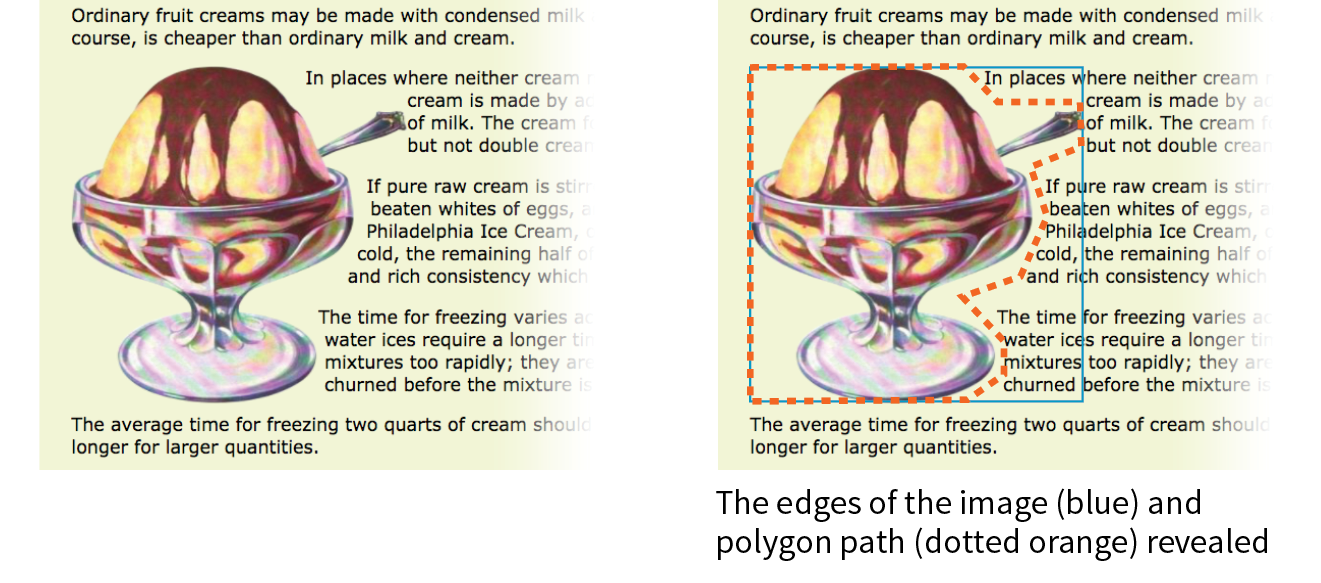 Ordinary fruit creams may be made with condensed milk
course, is cheaper than ordinary milk and cream.
In places where neither cream
cream is made by
of milk. The cream
but not double cream
If pure raw cream is stirr
beaten whites of eggs,
Philadelphia Ice Cream,
cold, the remaining half of
and rich consistency which
The time for freezing varies
water ices require a longer
mixtures too rapidly; they are
churned before the mixture is
The average time for freezing two quarts of cream should
longer for larger quantities.
Ordinary fruit creams may be made with condensed milk
course, is cheaper than ordinary milk and cream.
In places where neither cream
cream is made by
of milk. The cream
but not double cream
If pure raw cream is stirr
beaten whites of eggs,
Philadelphia Ice Cream,
cold, the remaining half of
and rich consistency which
The time for freezing varies
water ices require a longer
mixtures too rapidly; they are
churned before the mixture is
The average time for freezing two quarts of cream should
longer for larger quantities.
The edges of the image (blue) and
polygon path (dotted orange) revealed